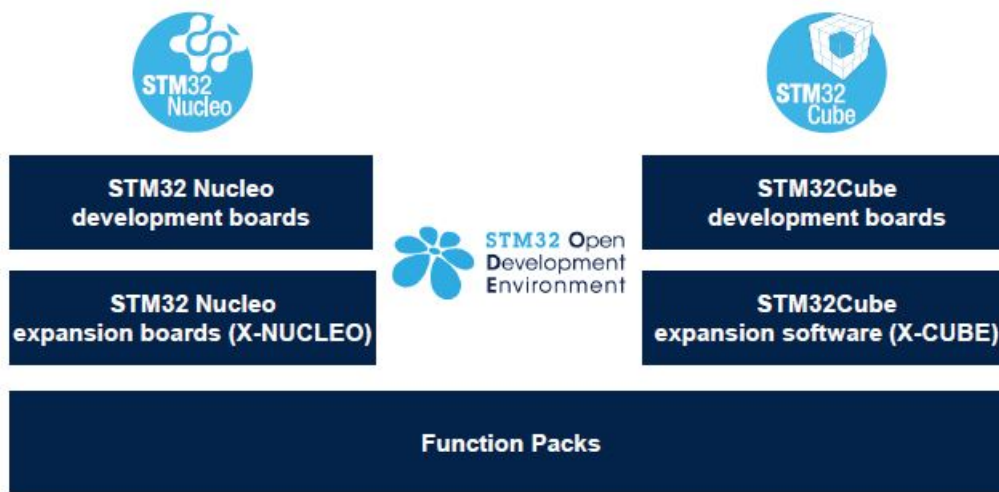 STM32
Nucleo
STM32
Cube
STM32 Nucleo
development boards
STM32Cube
development boards
STM32 Open
Development
Environment
STM32 Nucleo
expansion boards (X-NUCLEO)
STM32Cube
expansion software (X-CUBE)
Function Packs